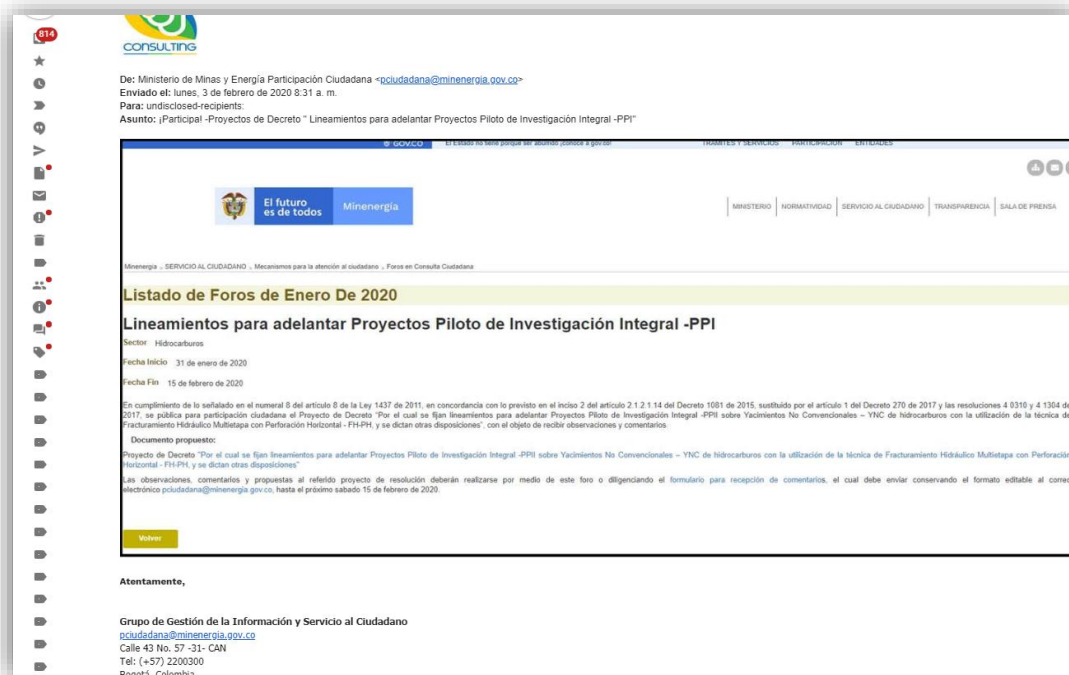 814
CONSULTING
De: Ministerio de Minas y Energía Participación Ciudadana <pciudadana@minenergia.gov.co>
Enviado el: lunes, 3 de febrero de 2020 8:31 a. m.
Para: undisclosed-recipients:
Asunto: ¡Participa! -Proyectos de Decreto " Lineamientos para adelantar Proyectos Piloto de Investigación Integral -PPI"
GOV.CO El Estado no tiene porque ser aburrido ¡conoce a gov.co! TRÁMITES Y SERVICIOS PARTICIPACIÓN ENTIDADES
El futuro es de todos Minenergía
MINISTERIO NORMATIVIDAD SERVICIO AL CIUDADANO TRANSPARENCIA SALA DE PRENSA
Minenergia SERVICIO AL CIUDADANO Mecanismos para la atención al ciudadano Foros en Consulta Ciudadana
Listado de Foros de Enero De 2020
Lineamientos para adelantar Proyectos Piloto de Investigación Integral -PPI
Sector Hidrocarburos
Fecha Inicio 31 de enero de 2020
Fecha Fin 15 de febrero de 2020
En cumplimiento de lo señalado en el numeral 8 del artículo 8 de la Ley 1437 de 2011, en concordancia con lo previsto en el inciso 2 del artículo 2.1.2.1.14 del Decreto 1081 de 2015, sustituido por el artículo 1 del Decreto 270 de 2017 y las resoluciones 4 0310 y 4 1304 de
2017, se pública para participación ciudadana el Proyecto de Decreto "Por el cual se fijan lineamientos para adelantar Proyectos Piloto de Investigación Integral -PPII sobre Yacimientos No Convencionales – YNC de hidrocarburos con la utilización de la técnica de
Fracturamiento Hidráulico Multietapa con Perforación Horizontal - FH-PH, y se dictan otras disposiciones", con el objeto de recibir observaciones y comentarios.
Documento propuesto:
Proyecto de Decreto "Por el cual se fijan lineamientos para adelantar Proyectos Piloto de Investigación Integral -PPII sobre Yacimientos No Convencionales – YNC de hidrocarburos con la utilización de la técnica de Fracturamiento Hidráulico Multietapa con Perforación
Horizontal - FH-PH, y se dictan otras disposiciones"
Las observaciones, comentarios y propuestas al referido proyecto de resolución deberán realizarse por medio de este foro o diligenciando el formulario para recepción de comentarios, el cual debe enviar conservando el formato editable al correo
electrónico pciudadana@minenergia.gov.co, hasta el próximo sabado 15 de febrero de 2020.
Volver
Atentamente,
Grupo de Gestión de la Información y Servicio al Ciudadano
pciudadana@minenergia.gov.co
Calle 43 No. 57 -31- CAN
Tel: (+57) 2200300
Bogotá, Colombia